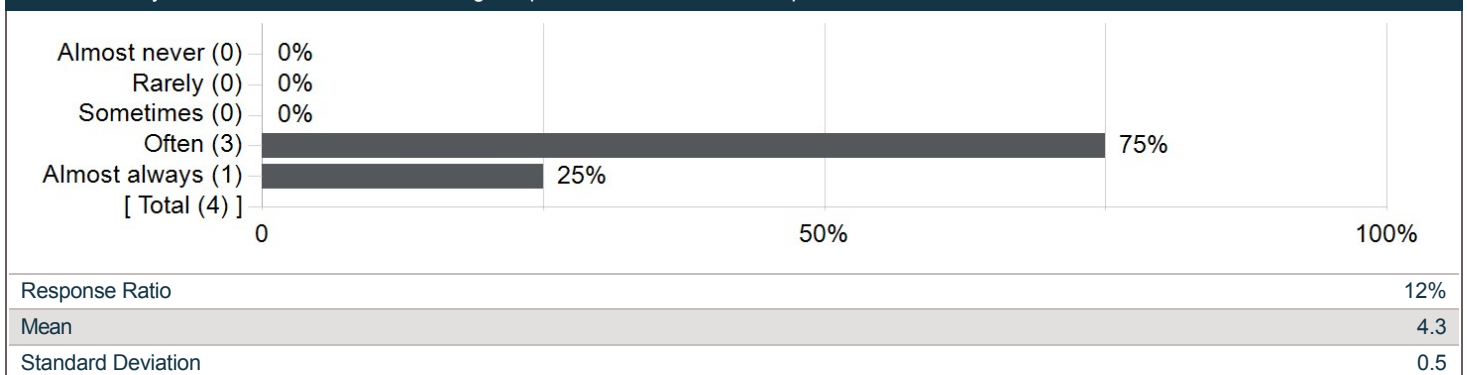 Almost never (0) 0%
Rarely (0) 0%
Sometimes (0) 0%
Often (3) 75%
Almost always (1) 25%
[ Total (4) ]
0 50% 100%
Response Ratio 12%
Mean 4.3
Standard Deviation 0.5